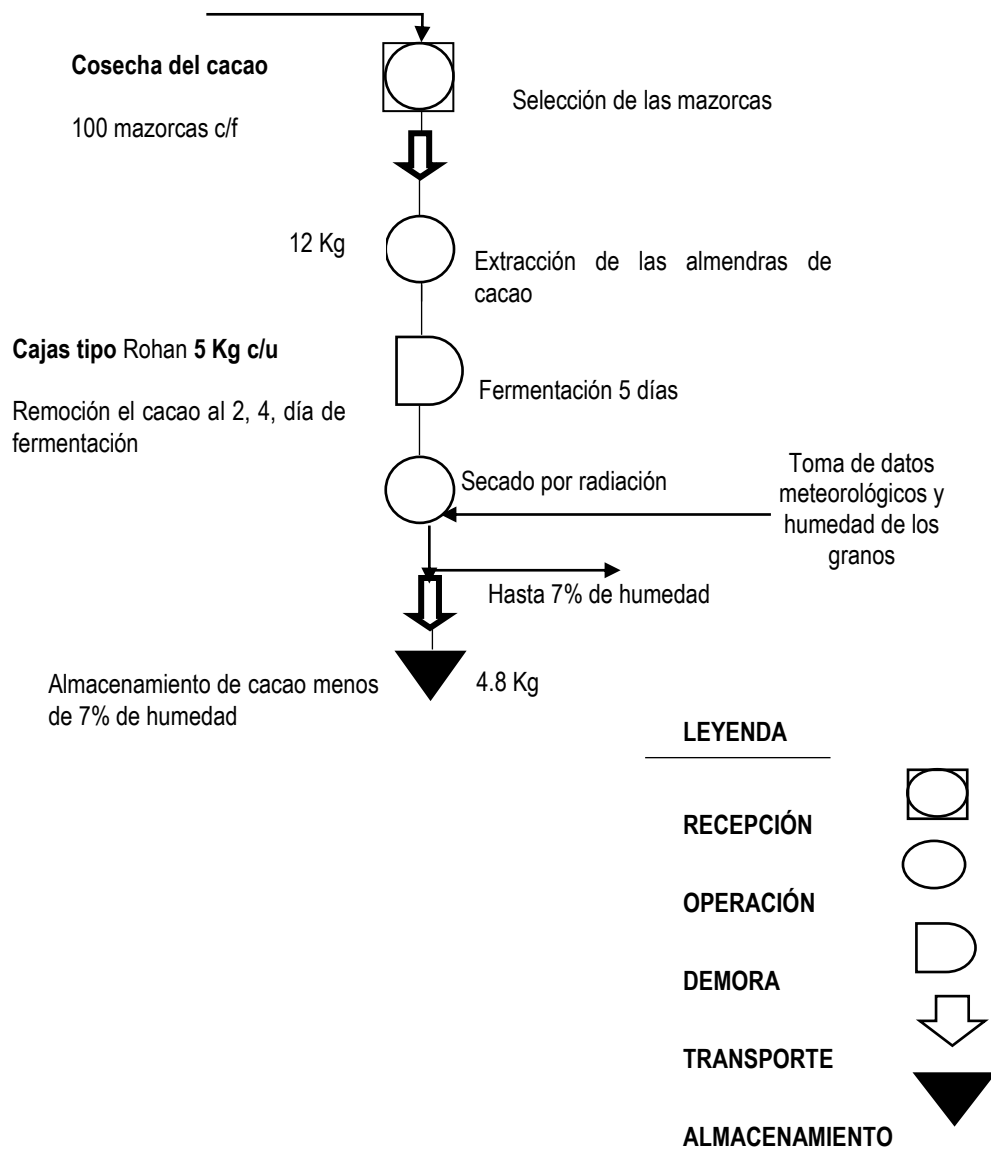 Cosecha del cacao
100 mazorcas c/f
Selección de las mazorcas
12 Kg
Extracción de las almendras de
cacao
Cajas tipo Rohan 5 Kg c/u
Remoción el cacao al 2, 4, día de
fermentación
Fermentación 5 días
Secado por radiación
Toma de datos
meteorológicos y
humedad de los
granos
Hasta 7% de humedad
Almacenamiento de cacao menos
de 7% de humedad
4.8 Kg
LEYENDA
RECEPCIÓN
OPERACIÓN
DEMORA
TRANSPORTE
ALMACENAMIENTO